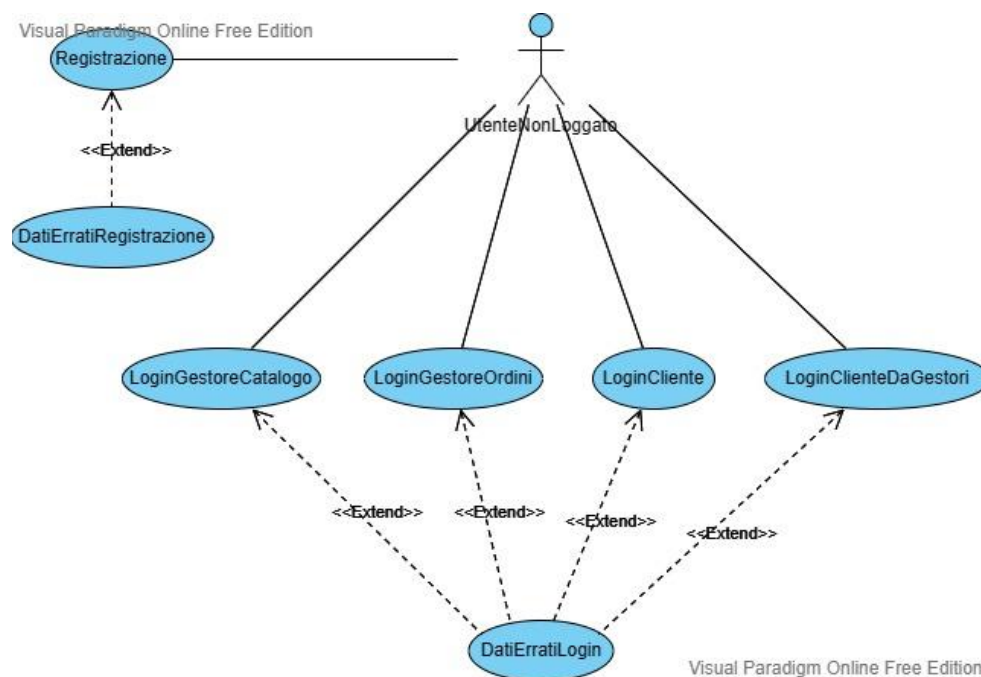 Visual Paradigm Online Free Edition
Registrazione
UtenteNonLoggato
<<Extend>>
DatiErratiRegistrazione
LoginGestoreCatalogo
LoginGestoreOrdini
LoginCliente
LoginClienteDaGestori
<<Extend>>
<<Extend>>
<<Extend>>
<<Extend>>
DatiErratiLogin
Visual Paradigm Online Free Edition